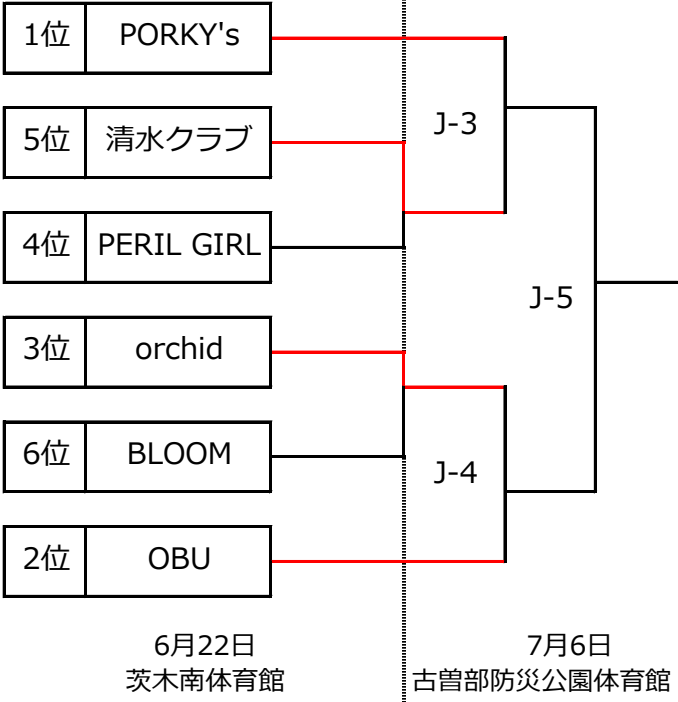 1位 PORKY's
J-3
5位 清水クラブ
4位 PERIL GIRL
J-5
3位 orchid
6位 BLOOM
J-4
2位 OBU
6月22日
茨木南体育館
7月6日
古曽部防災公園体育館